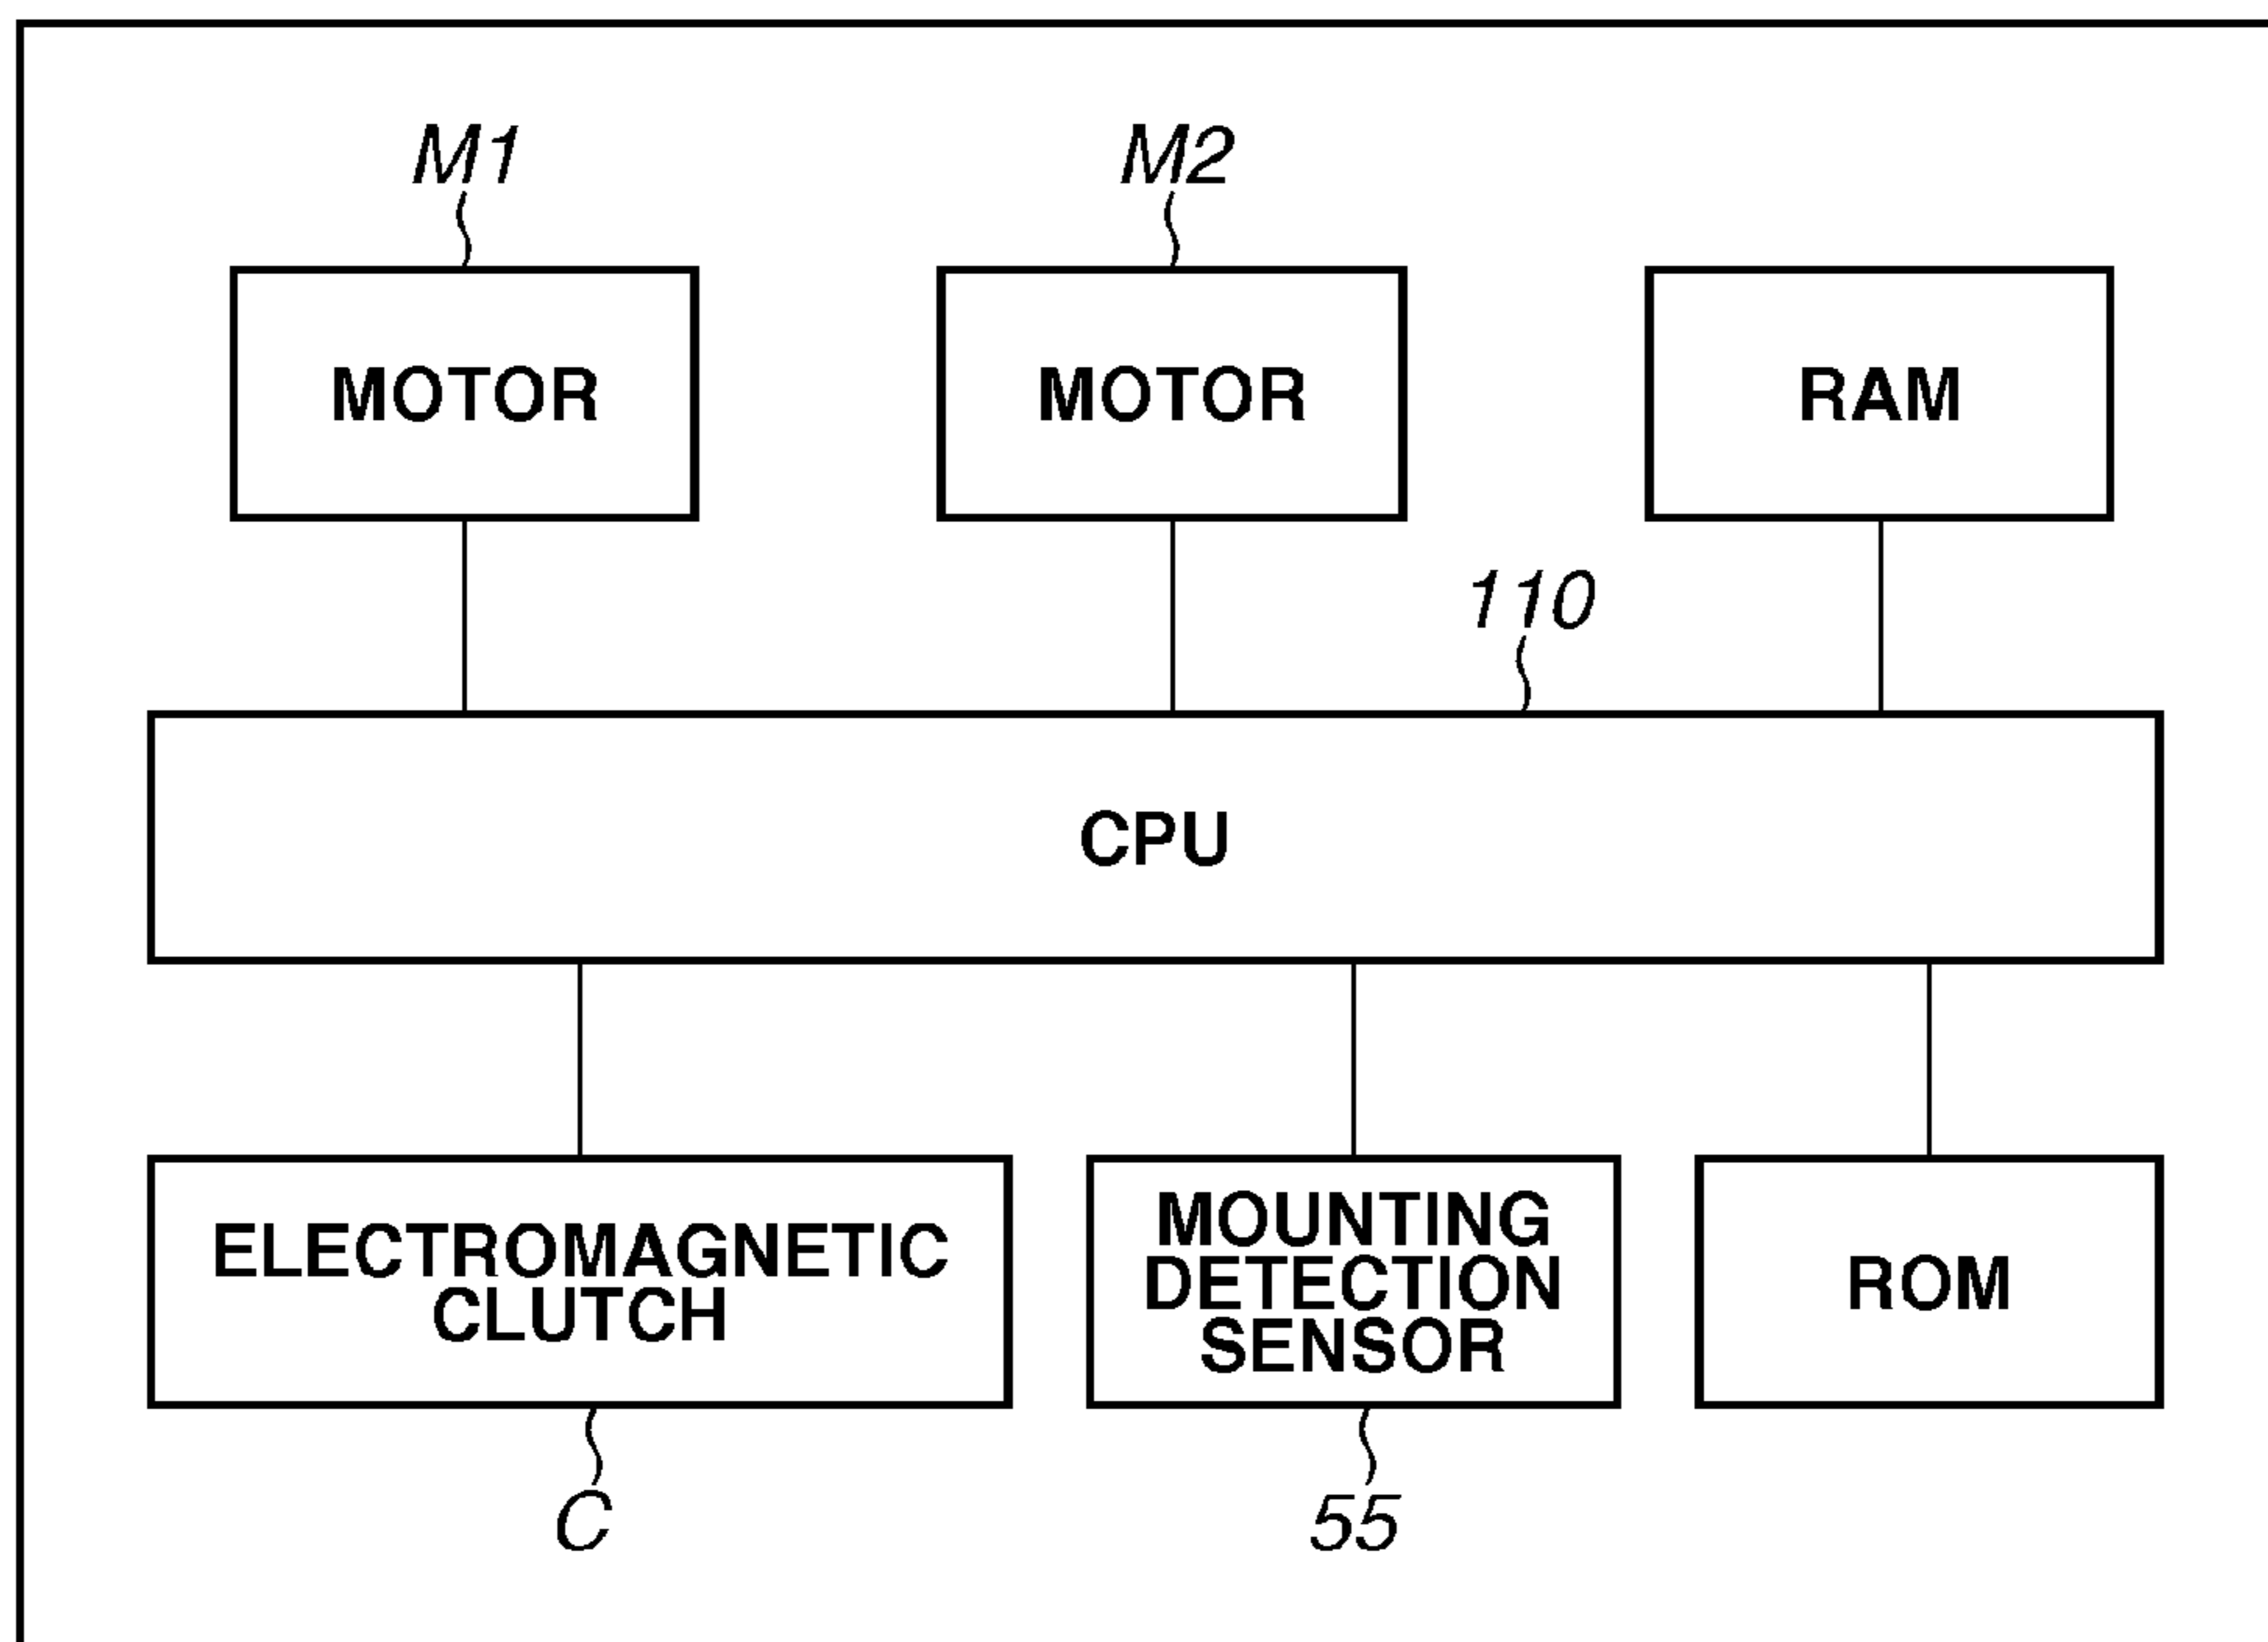 M1
M2
MOTOR
MOTOR
RAM
110
CPU
ELECTROMAGNETIC
CLUTCH
MOUNTING
DETECTION
SENSOR
ROM
C
55